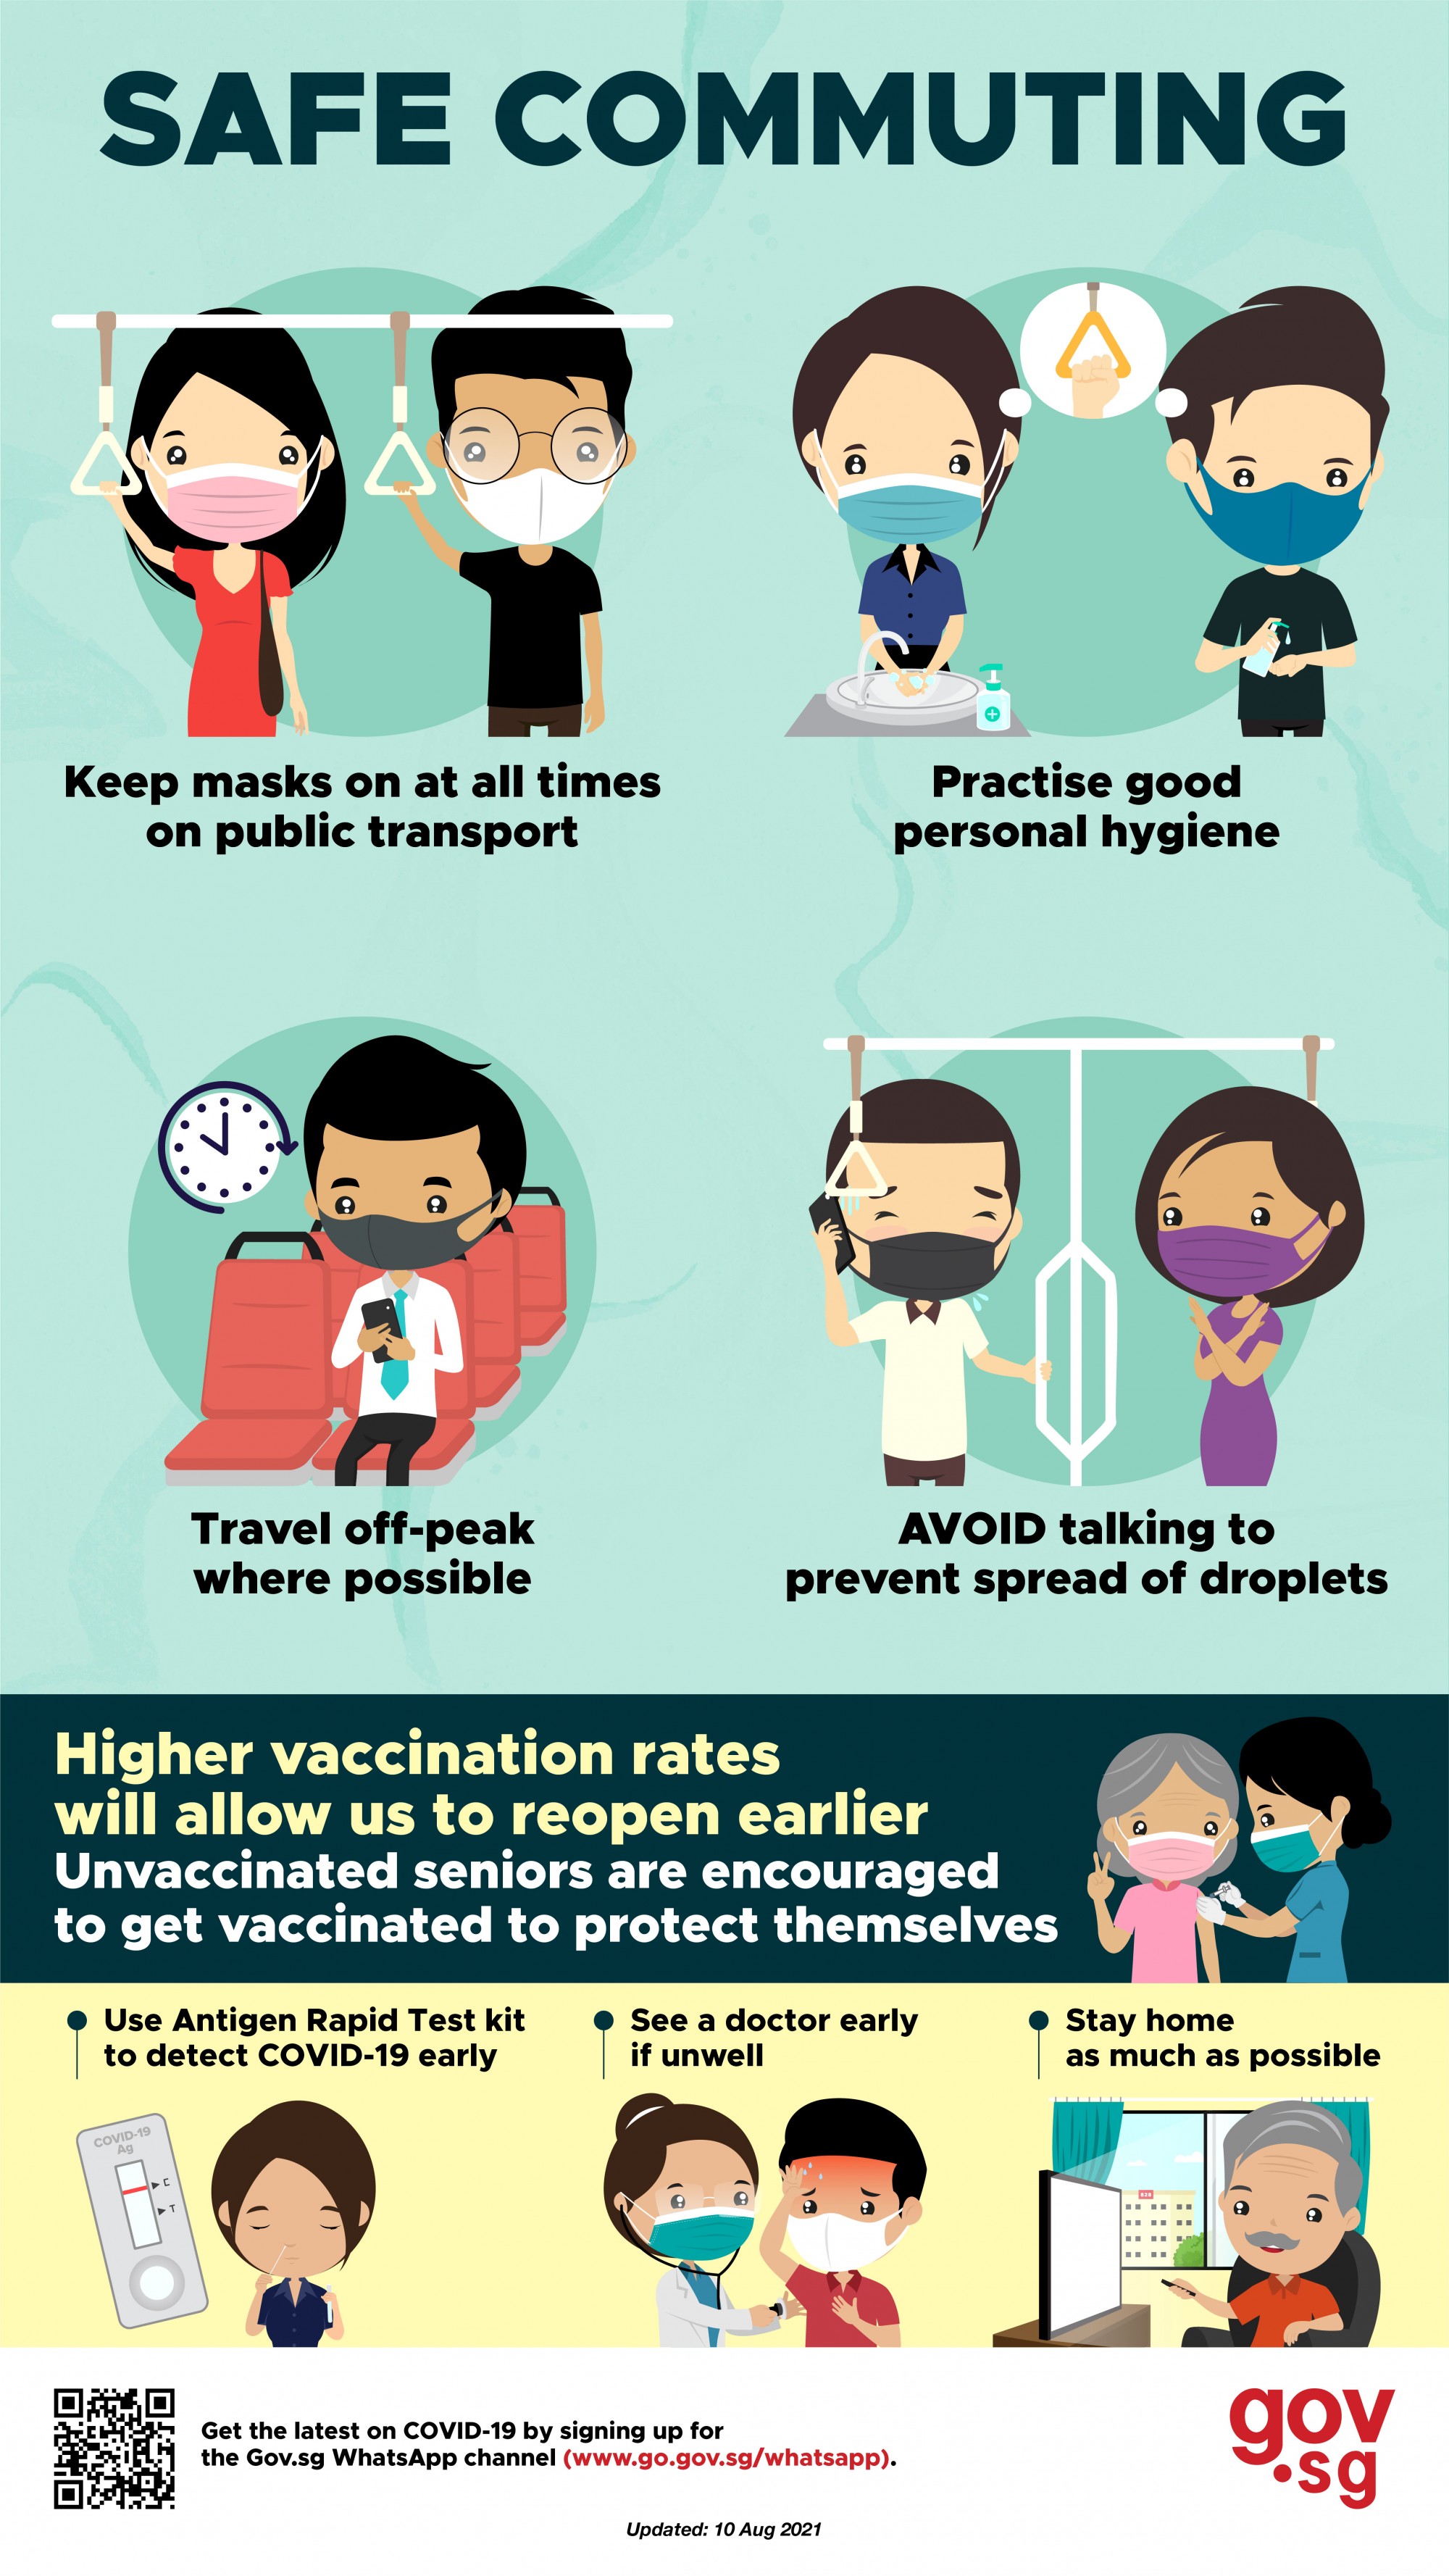 SAFE COMMUTING
Keep masks on at all times
on public transport
Practise good
personal hygiene
Travel off-peak
where possible
AVOID talking to
prevent spread of droplets
Higher vaccination rates
will allow us to reopen earlier
Unvaccinated seniors are encouraged
to get vaccinated to protect themselves
Use Antigen Rapid Test kit
to detect COVID-19 early
See a doctor early
if unwell
Stay home
as much as possible
COVID-19
Ag
C
T
Get the latest on COVID-19 by signing up for
the Gov.sg WhatsApp channel (www.go.gov.sg/whatsapp).
gov
.sg
Updated: 10 Aug 2021